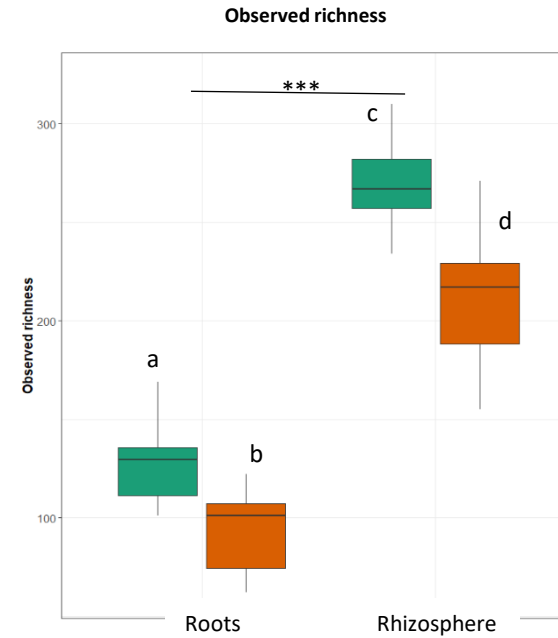 Observed richness
***
c
300
d
Observed richness
200
a
b
100
Roots
Rhizosphere